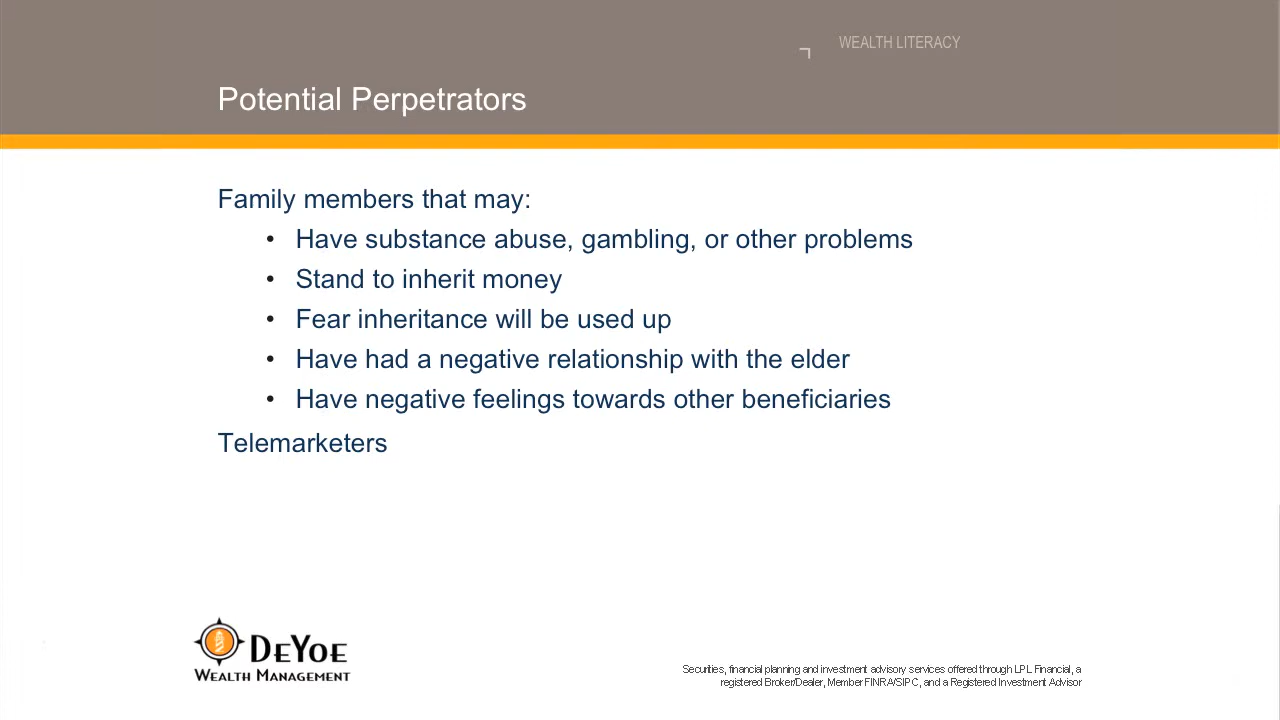 WEALTH LITERACY
Potential Perpetrators
Family members that may:
• Have substance abuse, gambling, or other problems
• Stand to inherit money
• Fear inheritance will be used up
• Have had a negative relationship with the elder
• Have negative feelings towards other beneficiaries
Telemarketers
DEYOE
WEALTH MANAGEMENT
Securities, financial planning and investment advisory services offered through LPL Financial, a
registered Broker/Dealer, Member FINRA/SIPC, and a Registered Investment Advisor